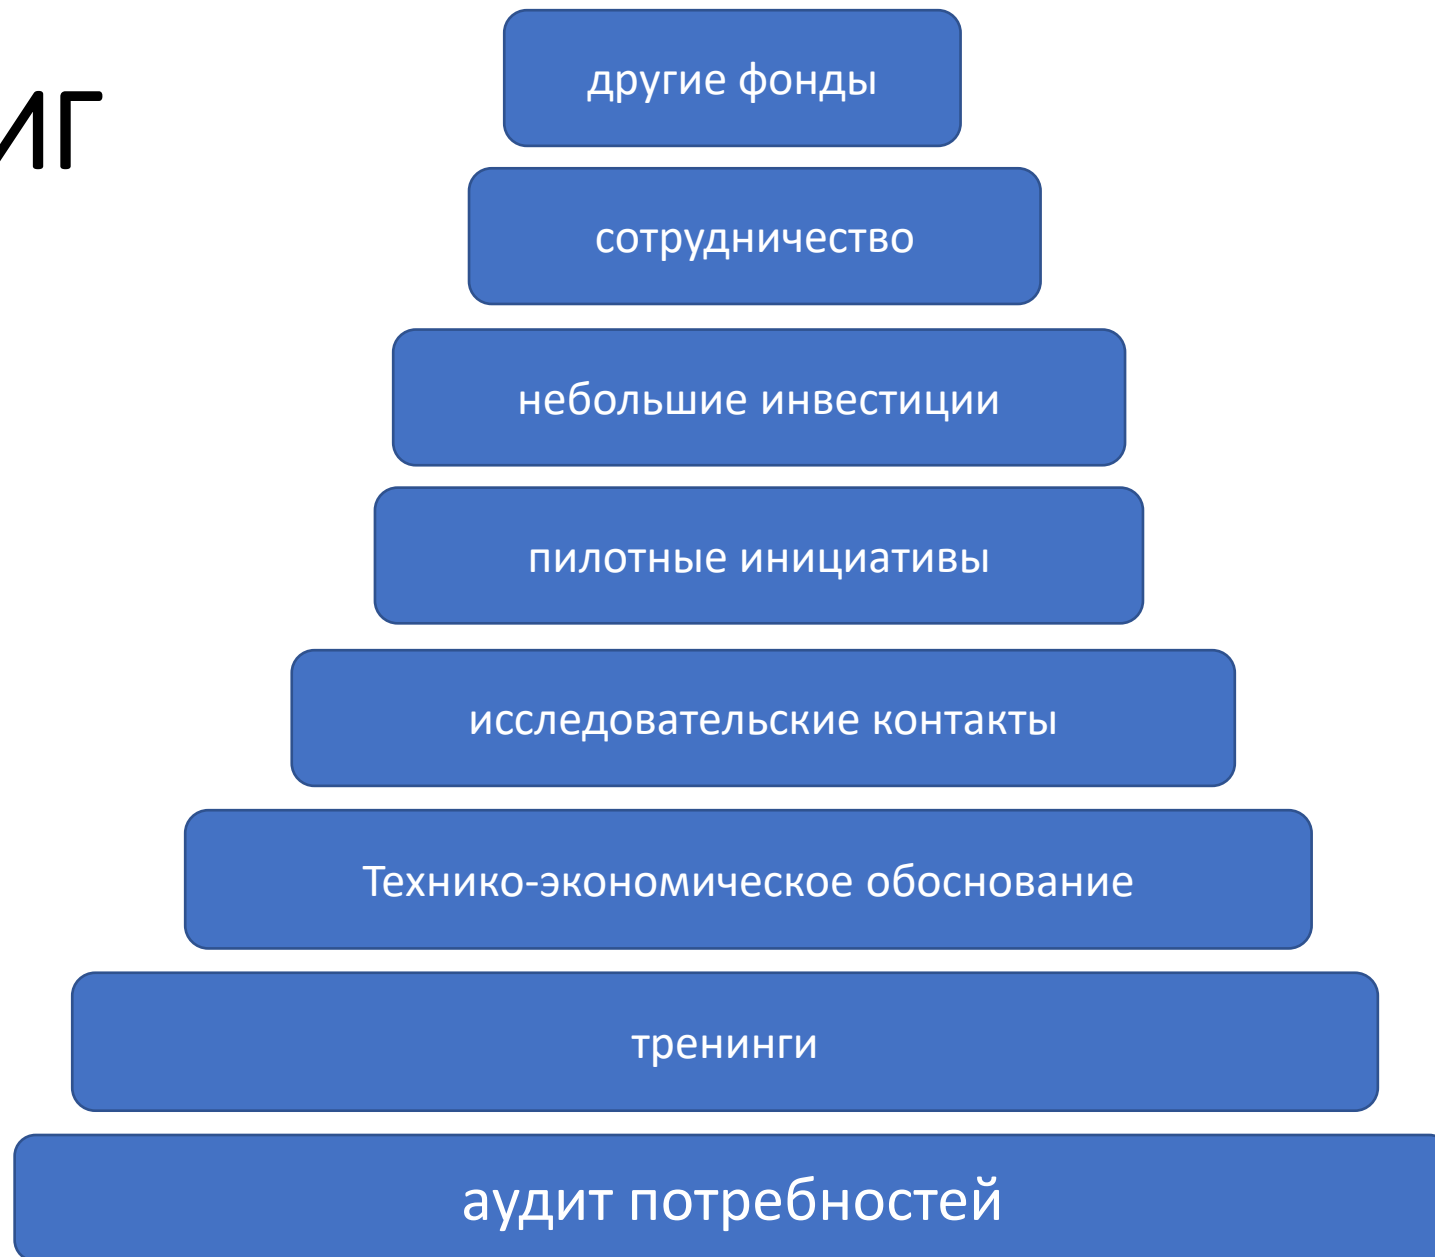 другие фонды
сотрудничество
небольшие инвестиции
пилотные инициативы
исследовательские контакты
Технико-экономическое обоснование
тренинги
аудит потребностей